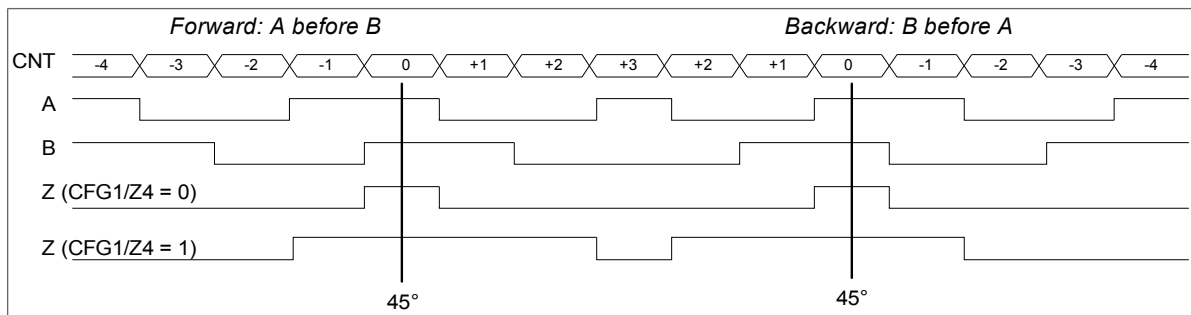 Forward: A before B Backward: B before A
CNT -4 -3 -2 -1 0 +1 +2 +3 +2 +1 0 -1 -2 -3 -4
A
B
Z (CFG1/Z4 = 0)
Z (CFG1/Z4 = 1)
45° 45°